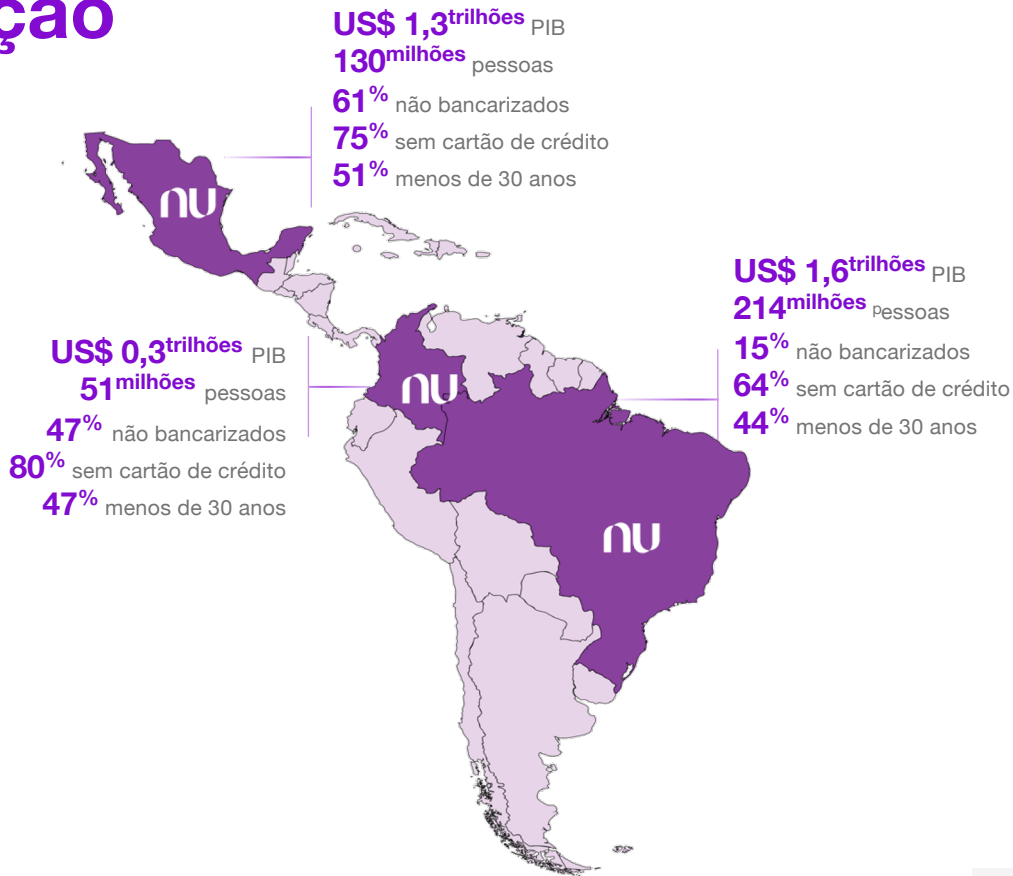 ção
US$ 1,3trilhões PIB
130milhões pessoas
61% não bancarizados
75% sem cartão de crédito
51% menos de 30 anos
nu
US$ 1,6trilhões PIB
214milhões pessoas
15% não bancarizados
64% sem cartão de crédito
44% menos de 30 anos
US$ 0,3trilhões PIB
51milhões pessoas
47% não bancarizados
80% sem cartão de crédito
47% menos de 30 anos
nu
nu